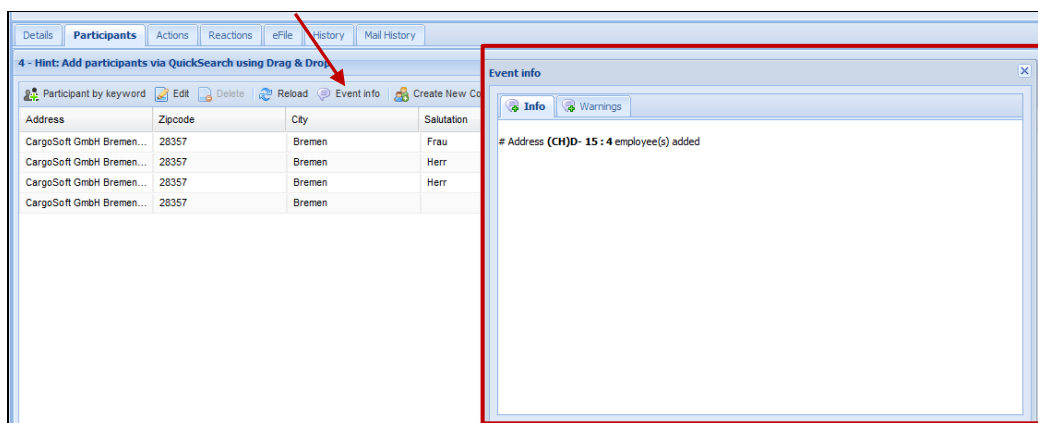 Details Participants Actions Reactions eFile History Mail History
4 - Hint: Add participants via QuickSearch using Drag & Drop
Participant by keyword Edit Delete Reload Event info Create New Co
Address Zipcode City Salutation
CargoSoft GmbH Bremen... 28357 Bremen Frau
CargoSoft GmbH Bremen... 28357 Bremen Herr
CargoSoft GmbH Bremen... 28357 Bremen Herr
CargoSoft GmbH Bremen... 28357 Bremen
Event info
Info Warnings
# Address (CH)D- 15 : 4 employee(s) added